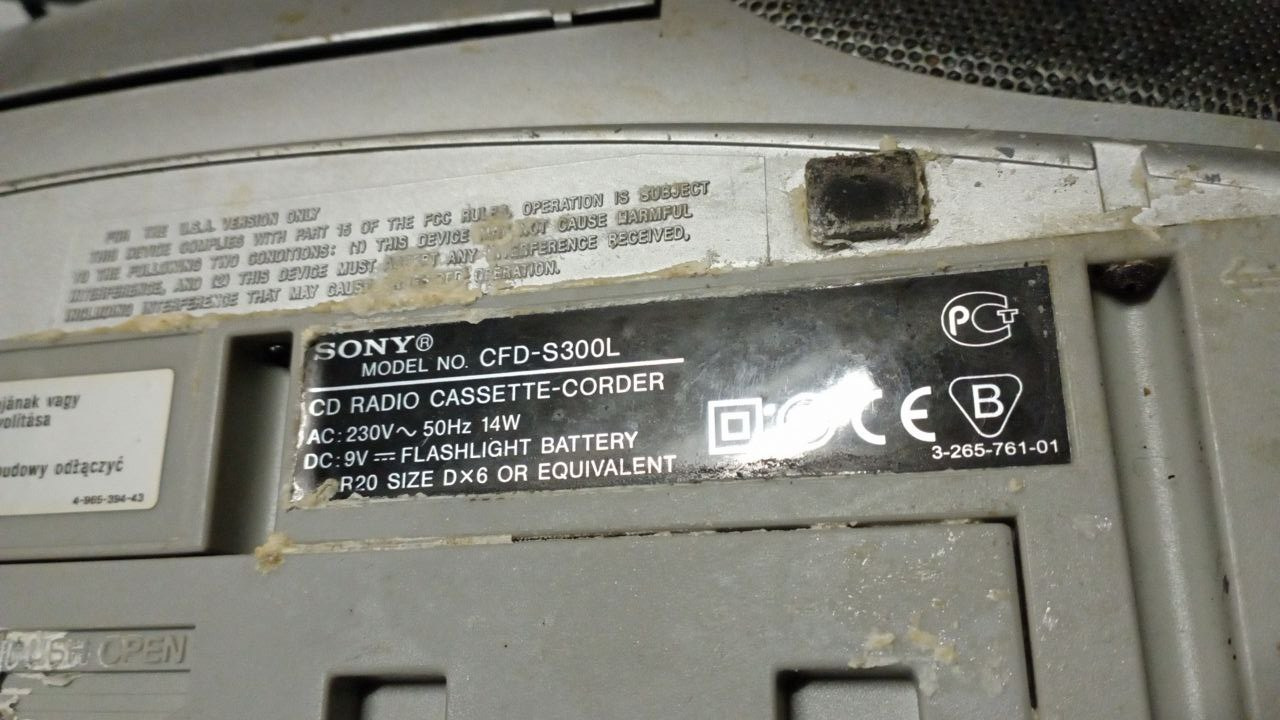 FOR THE U.S.A. VERSION ONLY
THIS DEVICE COMPLIES WITH PART 15 OF THE FCC RULES. OPERATION IS SUBJECT
TO THE FOLLOWING TWO CONDITIONS: (1) THIS DEVICE MAY NOT CAUSE HARMFUL
INTERFERENCE, AND (2) THIS DEVICE MUST ACCEPT ANY INTERFERENCE RECEIVED,
INCLUDING INTERFERENCE THAT MAY CAUSE OPERATION.
SONY®
MODEL NO. CFD-S300L
CD RADIO CASSETTE-CORDER
AC: 230V~ 50Hz 14W
DC: 9V ⎓ FLASHLIGHT BATTERY
R20 SIZE D×6 OR EQUIVALENT
PCT
CE
B
3-265-761-01
vagy
odłączyć
4-965-394-43
OPEN